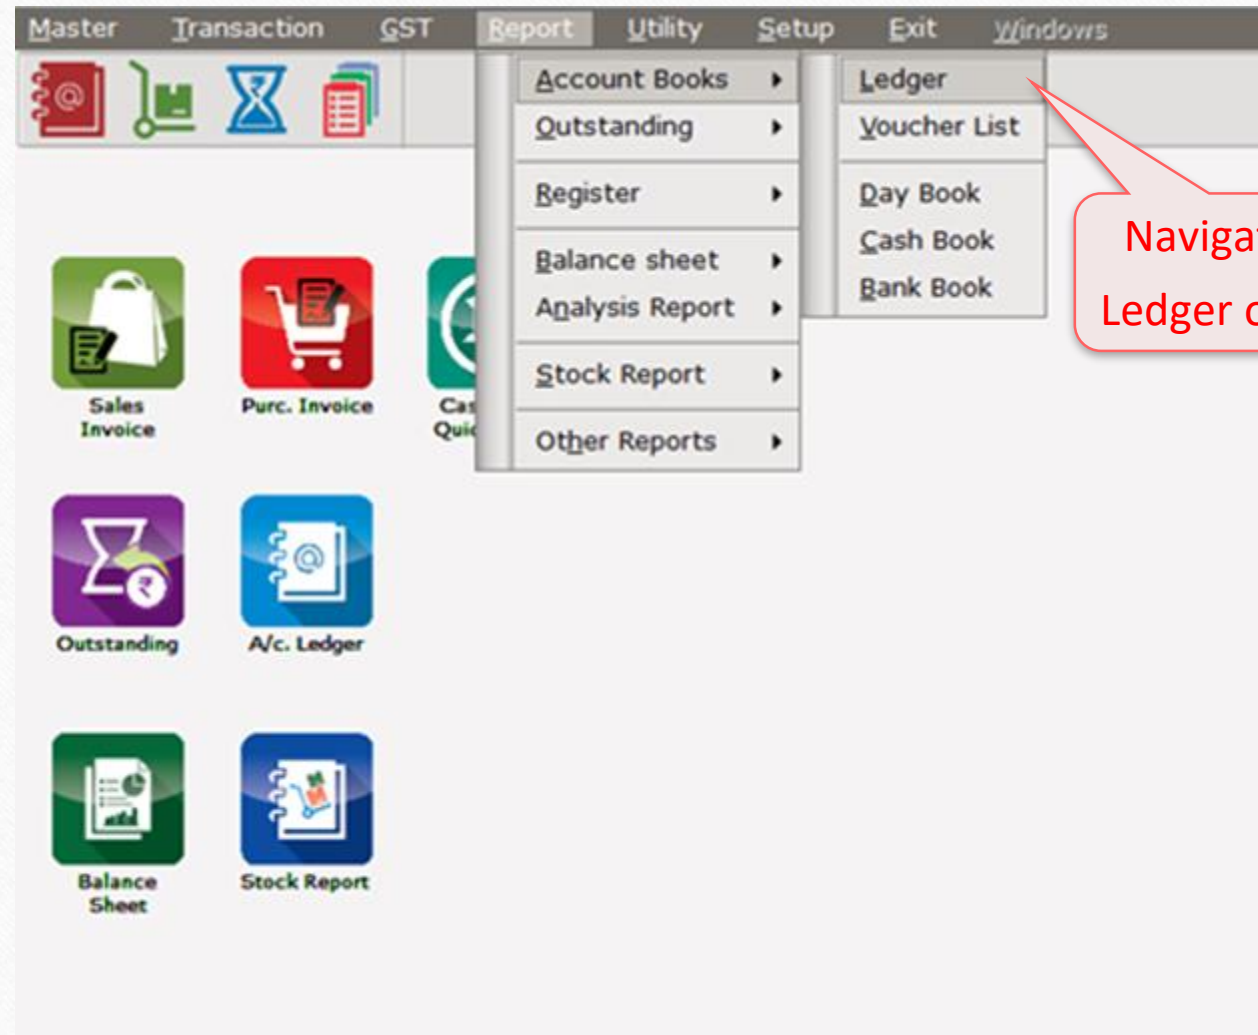 Master Transaction GST Report Utility Setup Exit Windows
Account Books
Outstanding
Register
Balance sheet
Analysis Report
Stock Report
Other Reports
Ledger
Voucher List
Day Book
Cash Book
Bank Book
Ledger
Sales
Invoice
Purc. Invoice
Outstanding
A/c. Ledger
Balance
Sheet
Stock Report